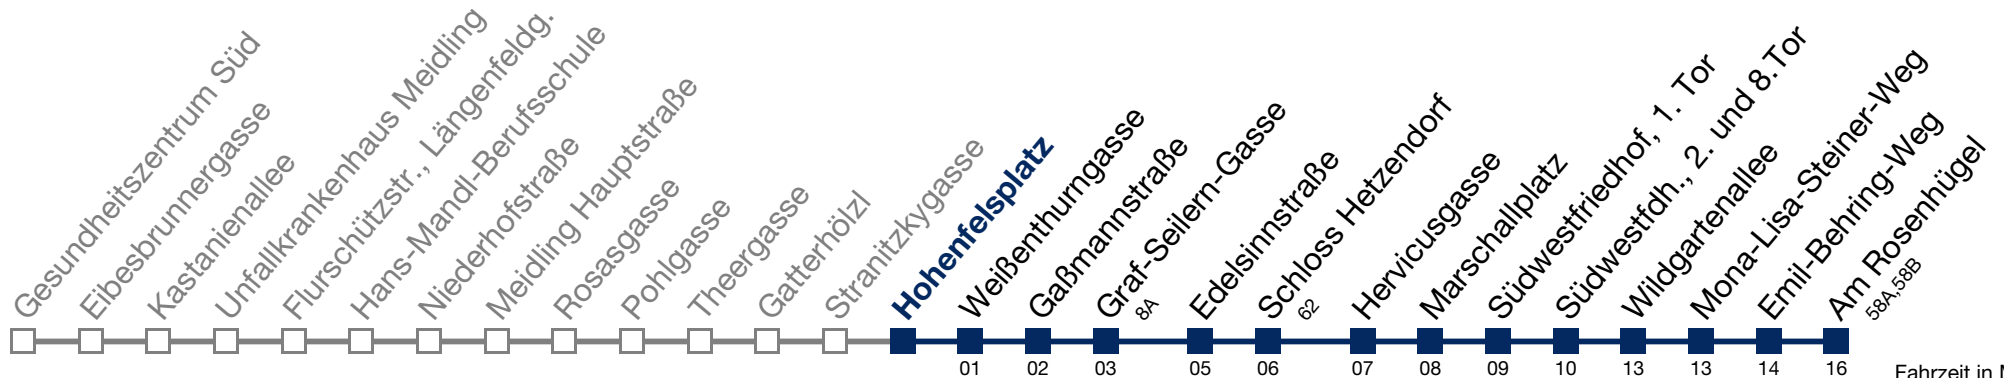 Gesundheitszentrum Süd
Eibesbrunnergasse
Kastanienallee
Unfallkrankenhaus Meidling
Flurschützstr., Längenfeldg.
Hans-Mandl-Berufsschule
Niederhofstraße
Meidling Hauptstraße
Rosasgasse
Pohlgasse
Theergasse
Gatterhölzl
Stranitzkygasse
Hohenfelsplatz
Weißenthurngasse
Gaßmannstraße
Graf-Seilern-Gasse
8A
Edelsinnstraße
Schloss Hetzendorf
62
Hervicusgasse
Marschallplatz
Südwestfriedhof, 1. Tor
Südwestfdh., 2. und 8.Tor
Wildgartenallee
Mona-Lisa-Steiner-Weg
Emil-Behring-Weg
Am Rosenhügel
58A,58B
01 02 03 05 06 07 08 09 10 13 13 14 16
Fahrzeit in